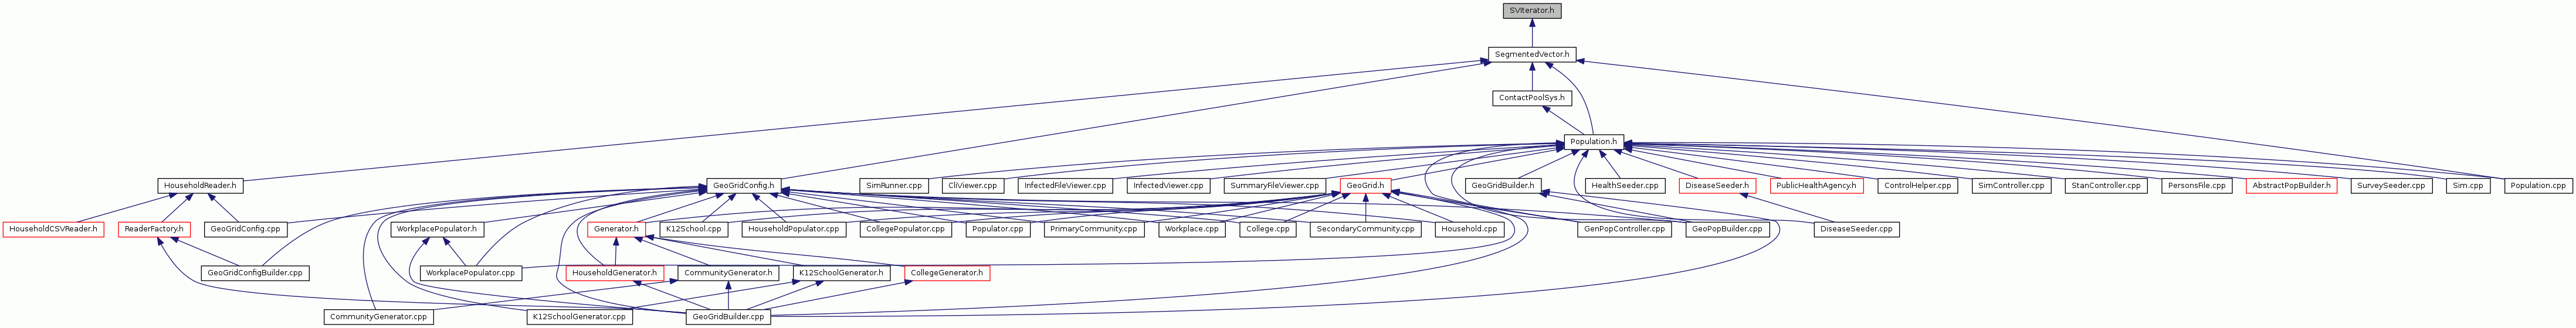 SVIterator.h
SegmentedVector.h
ContactPoolSys.h
Population.h
HouseholdReader.h
GeoGridConfig.h
SimRunner.cpp
CliViewer.cpp
InfectedFileViewer.cpp
InfectedViewer.cpp
SummaryFileViewer.cpp
GeoGrid.h
GeoGridBuilder.h
HealthSeeder.cpp
DiseaseSeeder.h
PublicHealthAgency.h
ControlHelper.cpp
SimController.cpp
StanController.cpp
PersonsFile.cpp
AbstractPopBuilder.h
SurveySeeder.cpp
Sim.cpp
Population.cpp
HouseholdCSVReader.h
ReaderFactory.h
GeoGridConfig.cpp
WorkplacePopulator.h
Generator.h
K12School.cpp
HouseholdPopulator.cpp
CollegePopulator.cpp
Populator.cpp
PrimaryCommunity.cpp
Workplace.cpp
College.cpp
SecondaryCommunity.cpp
Household.cpp
GenPopController.cpp
GeoPopBuilder.cpp
DiseaseSeeder.cpp
GeoGridConfigBuilder.cpp
WorkplacePopulator.cpp
HouseholdGenerator.h
CommunityGenerator.h
K12SchoolGenerator.h
CollegeGenerator.h
CommunityGenerator.cpp
K12SchoolGenerator.cpp
GeoGridBuilder.cpp